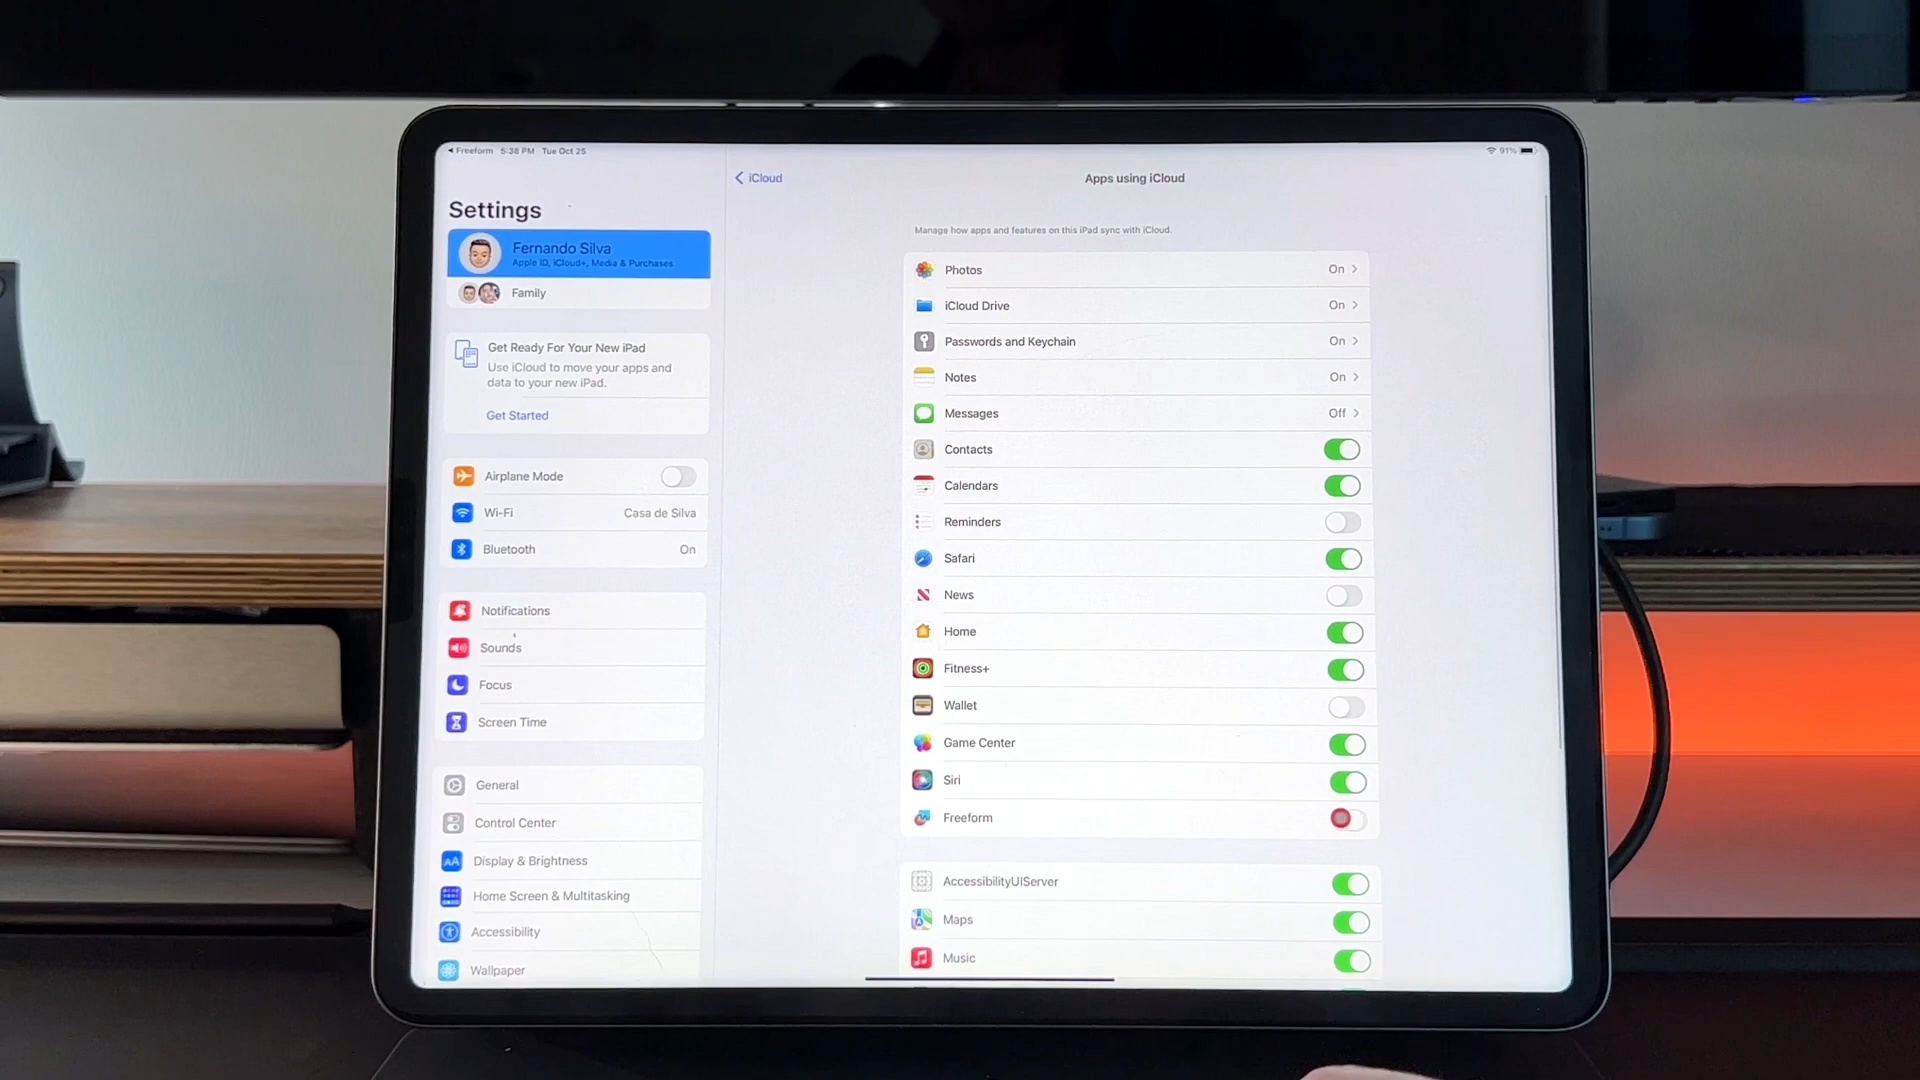 Freeform 5:38 PM Tue Oct 25
91%
Settings
Fernando Silva
Apple ID, iCloud+, Media & Purchases
Family
Get Ready For Your New iPad
Use iCloud to move your apps and
data to your new iPad.
Get Started
Airplane Mode
Wi-Fi Casa de Silva
Bluetooth On
Notifications
Sounds
Focus
Screen Time
General
Control Center
Display & Brightness
Home Screen & Multitasking
Accessibility
Wallpaper
iCloud
Apps using iCloud
Manage how apps and features on this iPad sync with iCloud.
Photos On
iCloud Drive On
Passwords and Keychain On
Notes On
Messages Off
Contacts
Calendars
Reminders
Safari
News
Home
Fitness+
Wallet
Game Center
Siri
Freeform
AccessibilityUIServer
Maps
Music